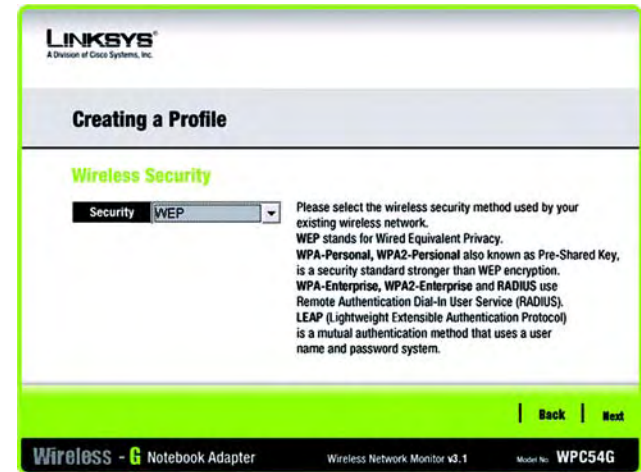 LINKSYS®
A Division of Cisco Systems, Inc.
Creating a Profile
Wireless Security
Security WEP
Please select the wireless security method used by your
existing wireless network.
WEP stands for Wired Equivalent Privacy.
WPA-Personal, WPA2-Persional also known as Pre-Shared Key,
is a security standard stronger than WEP encryption.
WPA-Enterprise, WPA2-Enterprise and RADIUS use
Remote Authentication Dial-In User Service (RADIUS).
LEAP (Lightweight Extensible Authentication Protocol)
is a mutual authentication method that uses a user
name and password system.
Back Next
Wireless - G Notebook Adapter Wireless Network Monitor v3.1 Model No. WPC54G